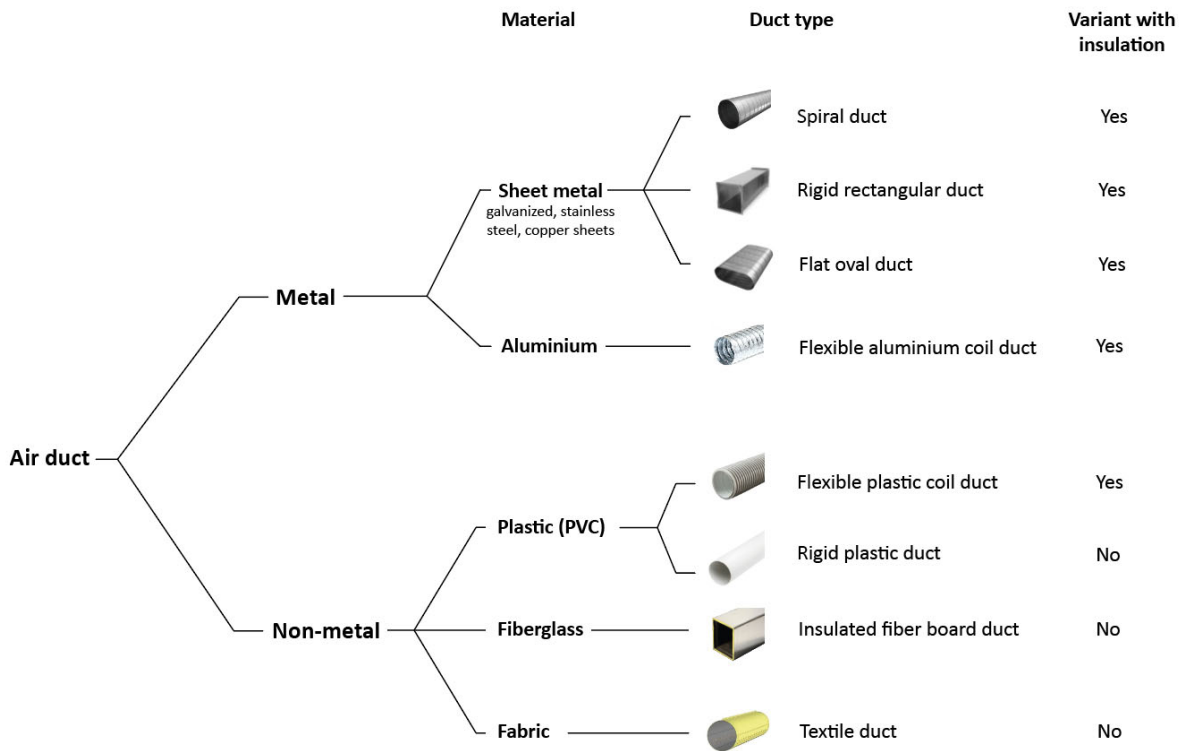 Material
Duct type
Variant with
insulation
Spiral duct
Yes
Sheet metal
galvanized, stainless
steel, copper sheets
Rigid rectangular duct
Yes
Flat oval duct
Yes
Metal
Aluminium
Flexible aluminium coil duct
Yes
Air duct
Flexible plastic coil duct
Yes
Plastic (PVC)
Rigid plastic duct
No
Non-metal
Fiberglass
Insulated fiber board duct
No
Fabric
Textile duct
No